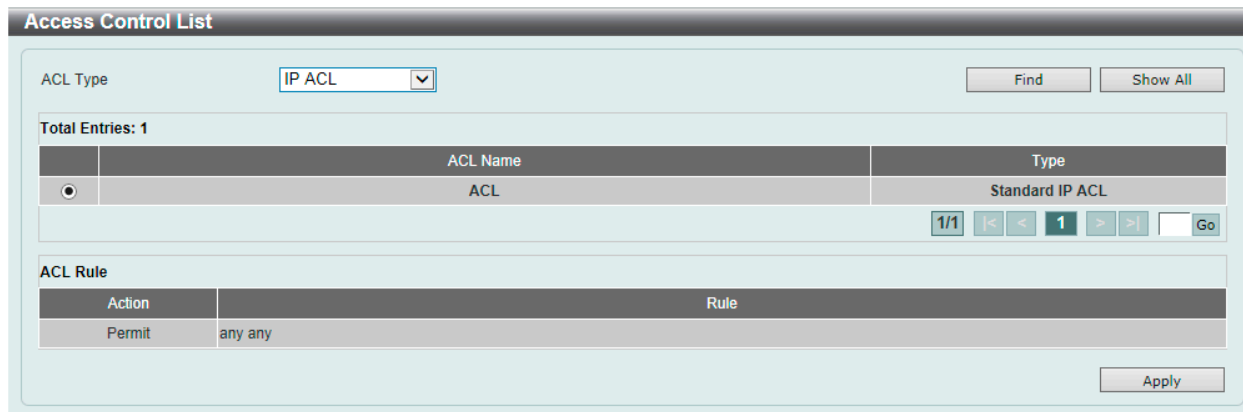 Access Control List
ACL Type IP ACL Find Show All
Total Entries: 1
ACL Name Type
ACL Standard IP ACL
1/1 |< < 1 > >| Go
ACL Rule
Action Rule
Permit any any
Apply